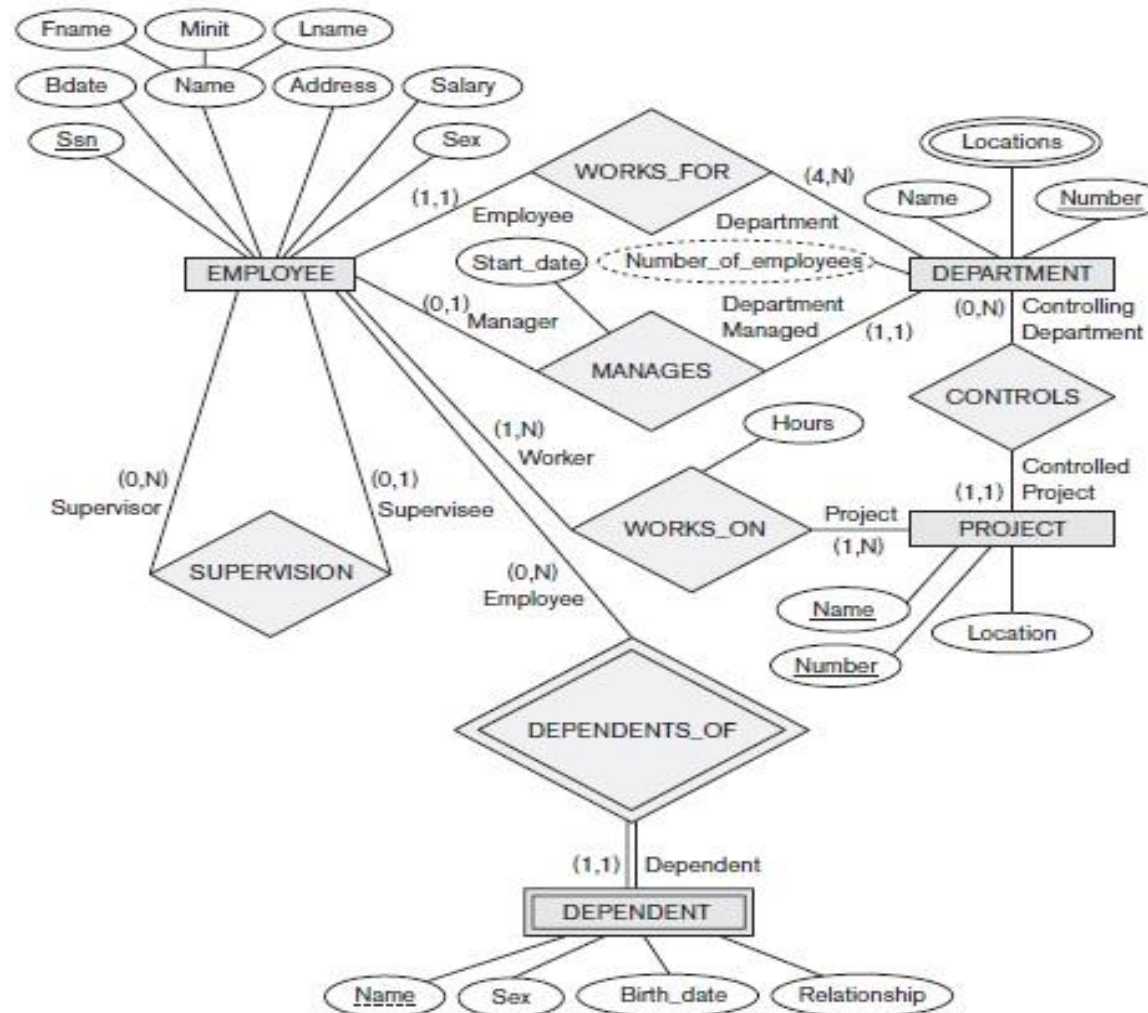 Fname Minit Lname
Bdate Name Address Salary
Ssn Sex
WORKS_FOR
Locations
Name Number
(1,1) Employee
(4,N) Department
Start_date Number_of_employees
EMPLOYEE
DEPARTMENT
(0,1) Manager
Department
Managed
(1,1)
MANAGES
(0,N) Controlling
Department
CONTROLS
Hours
(1,N)
Worker
(0,N)
Supervisor
(0,1)
Supervisee
SUPERVISION
WORKS_ON
Project
(1,N)
Controlled
Project
(1,1)
PROJECT
Name
Number
Location
(0,N)
Employee
DEPENDENTS_OF
(1,1) Dependent
DEPENDENT
Name Sex Birth_date Relationship